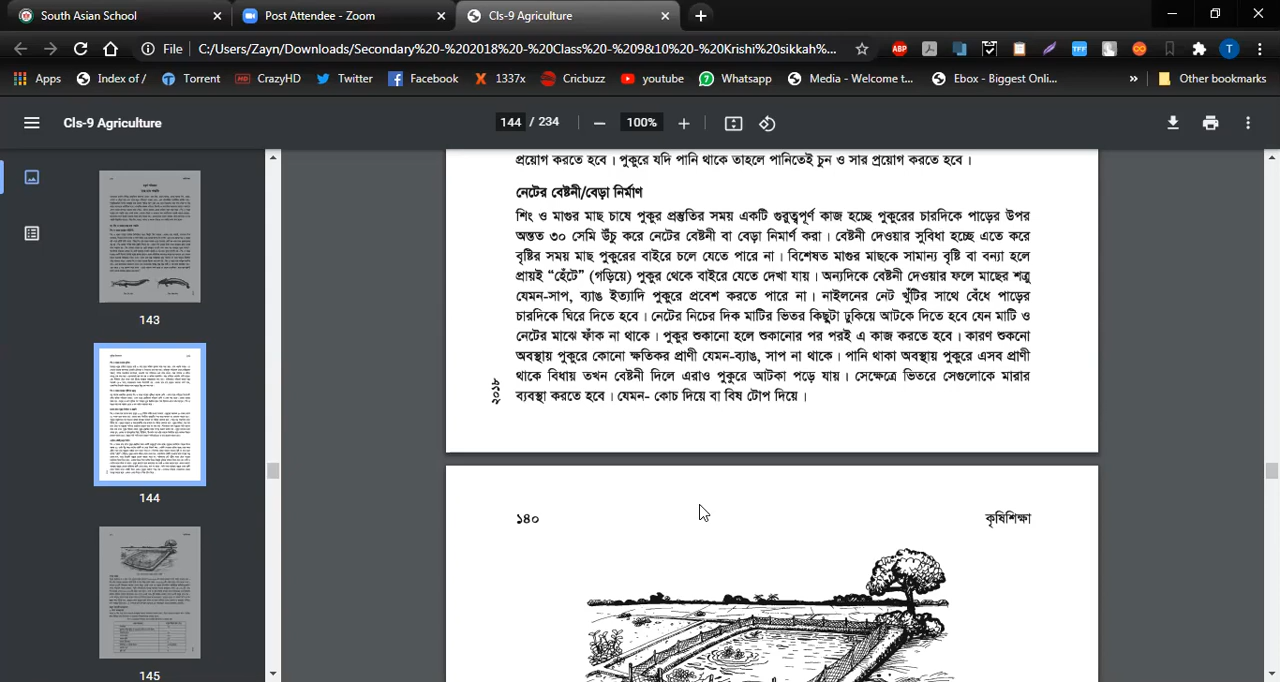 South Asian School
Post Attendee - Zoom
Cls-9 Agriculture
File
C:/Users/Zayn/Downloads/Secondary%20-%202018%20-%20Class%20-%209&10%20-%20Krishi%20sikkah%...
ABP
TFF
T
Apps
Index of /
Torrent
MD
CrazyHD
Twitter
Facebook
X
1337x
Cricbuzz
youtube
Whatsapp
Media - Welcome t...
Ebox - Biggest Onli...
»
Other bookmarks
Cls-9 Agriculture
144 / 234
100%
143
144
145
প্রয়োগ করতে হবে। পুকুরে যদি পানি থাকে তাহলে পানিতেই চুন ও সার প্রয়োগ করতে হবে।
নেটের বেষ্টনী/বেড়া নির্মাণ
শিং ও মাগুর মাছ চাষে পুকুর প্রস্তুতির সময় একটি গুরুত্বপূর্ণ কাজ হচ্ছে পুকুরের চারদিকে পাড়ের উপর
অন্তত ৩০ সেমি উঁচু করে নেটের বেষ্টনী বা বেড়া নিমার্ণ করা। বেষ্টনী দেওয়ার সুবিধা হচ্ছে এতে করে
বৃষ্টির সময় মাছ পুকুরের বাইরে চলে যেতে পারে না। বিশেষত মাগুর মাছকে সামান্য বৃষ্টি বা বন্যা হলে
প্রায়ই “হেঁটে” (গড়িয়ে) পুকুর থেকে বাইরে যেতে দেখা যায়। অন্যদিকে বেষ্টনী দেওয়ার ফলে মাছের শত্রু
যেমন-সাপ, ব্যাঙ ইত্যাদি পুকুরে প্রবেশ করতে পারে না। নাইলনের নেট খুঁটির সাথে বেঁধে পাড়ের
চারদিকে ঘিরে দিতে হবে। নেটের নিচের দিক মাটির ভিতর কিছুটা ঢুকিয়ে আটকে দিতে হবে যেন মাটি ও
নেটের মাঝে ফাঁক না থাকে। পুকুর শুকানো হলে শুকানোর পর পরই এ কাজ করতে হবে। কারণ শুকনো
অবস্থায় পুকুরে কোনো ক্ষতিকর প্রাণী যেমন-ব্যাঙ, সাপ না থাকে। পানি থাকা অবস্থায় পুকুরে এসব প্রাণী
থাকে বিধায় তখন বেষ্টনী দিলে এরাও পুকুরে আটকা পড়ে যায়। সেক্ষেত্রে ভিতরে সেগুলোকে মারার
ব্যবস্থা করতে হবে। যেমন- কোচ দিয়ে বা বিষ টোপ দিয়ে।
২০১৮
১৪০
কৃষিশিক্ষা